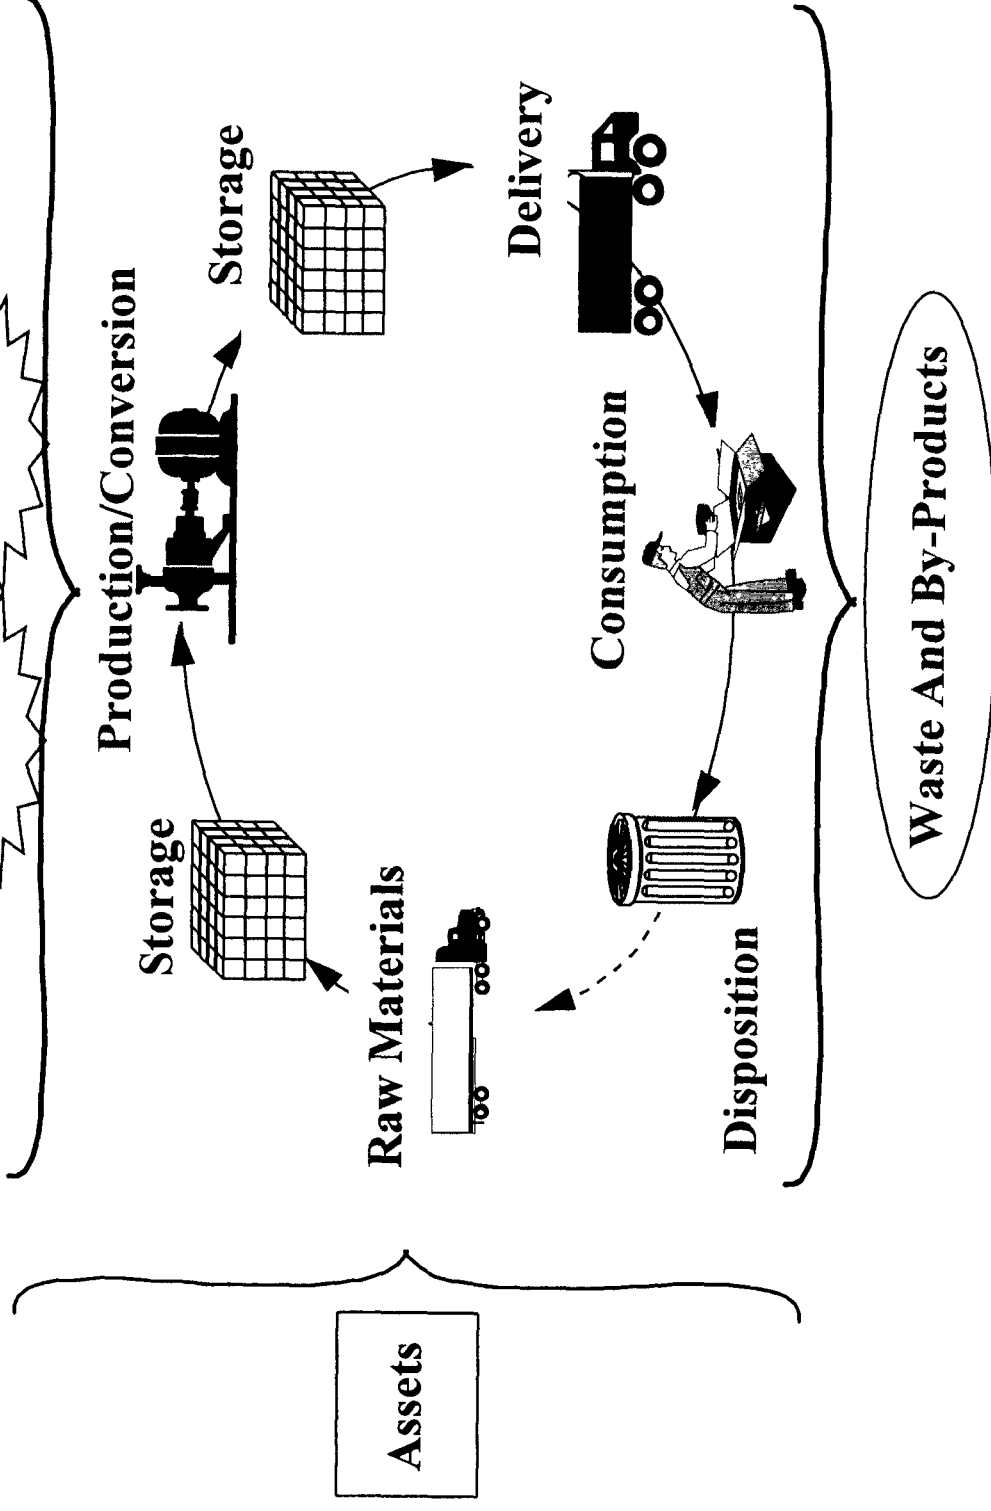 Production/Conversion
Storage
Storage
Raw Materials
Delivery
Consumption
Disposition
Assets
Waste And By-Products